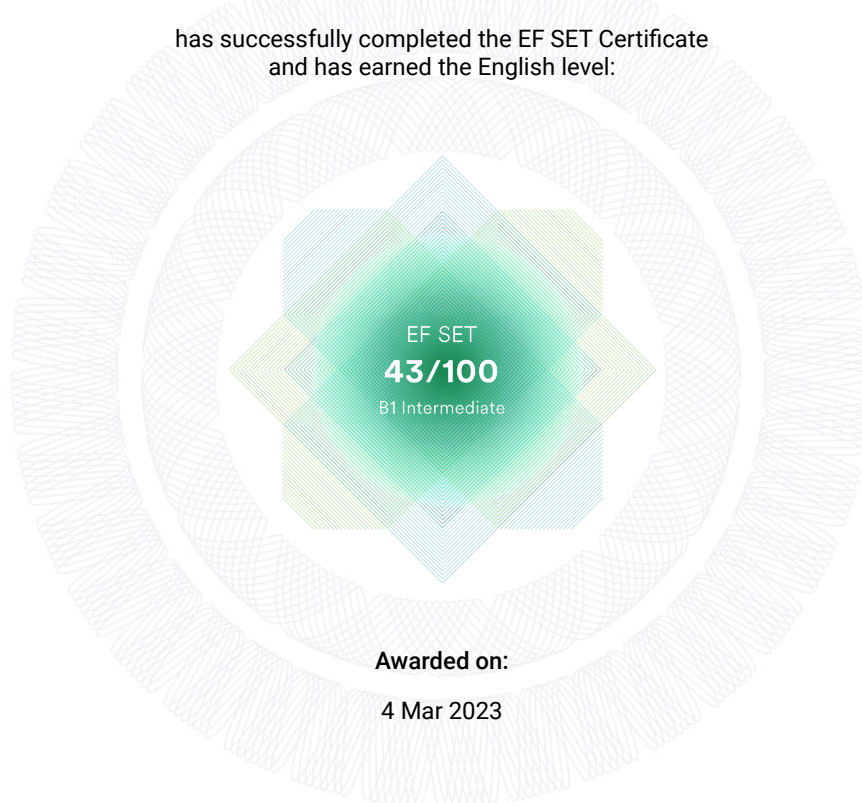 has successfully completed the EF SET Certificate
and has earned the English level:
EF SET
43/100
B1 Intermediate
Awarded on:
4 Mar 2023